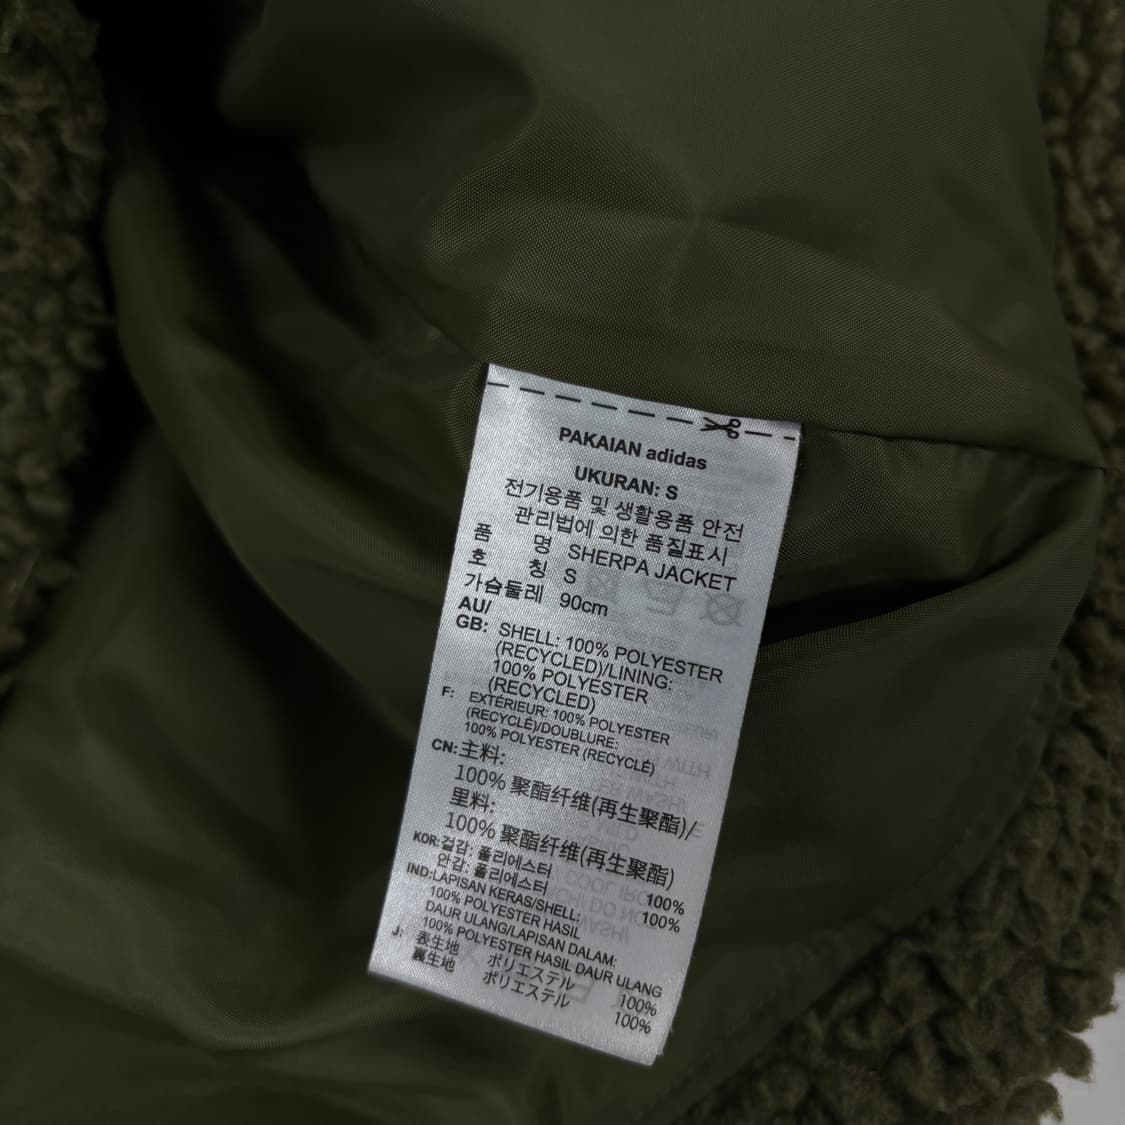 PAKAIAN adidas
UKURAN: S
전기용품 및 생활용품 안전
관리법에 의한 품질표시
품 명 SHERPA JACKET
호 칭 S
가슴둘레 90cm
AU/
GB: SHELL: 100% POLYESTER
(RECYCLED)/LINING:
100% POLYESTER
(RECYCLED)
F: EXTÉRIEUR: 100% POLYESTER
(RECYCLÉ)/DOUBLURE:
100% POLYESTER (RECYCLÉ)
CN: 主料:
100% 聚酯纤维(再生聚酯)/
里料:
100% 聚酯纤维(再生聚酯)
KOR: 겉감: 폴리에스터 100%
안감: 폴리에스터 100%
IND: LAPISAN KERAS/SHELL:
100% POLYESTER HASIL
DAUR ULANG/LAPISAN DALAM:
100% POLYESTER HASIL DAUR ULANG
J: 表生地 ポリエステル 100%
裏生地 ポリエステル 100%